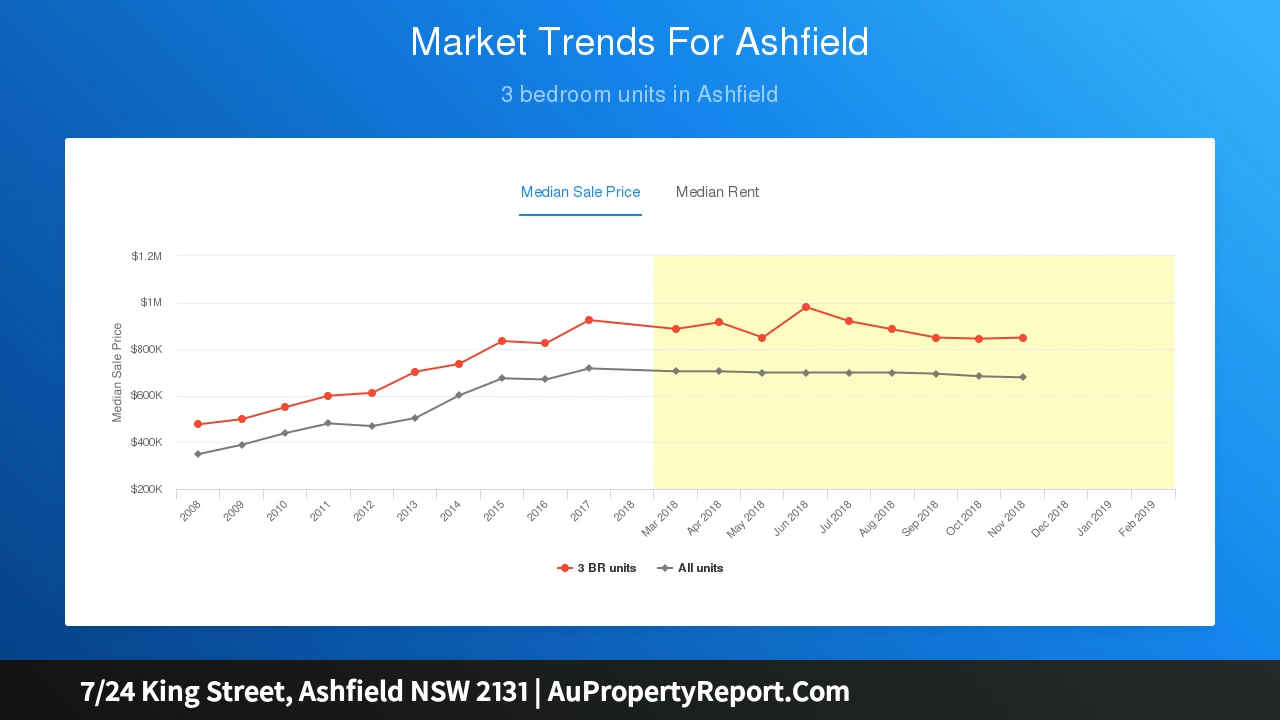 Market Trends For Ashfield
3 bedroom units in Ashfield
Median Sale Price Median Rent
$1.2M
$1M
$800K
$600K
$400K
$200K
Median Sale Price
2008 2009 2010 2011 2012 2013 2014 2015 2016 2017 2018 Mar 2018 Apr 2018 May 2018 Jun 2018 Jul 2018 Aug 2018 Sep 2018 Oct 2018 Nov 2018 Dec 2018 Jan 2019 Feb 2019
3 BR units All units
7/24 King Street, Ashfield NSW 2131 | AuPropertyReport.Com